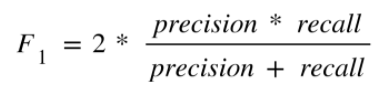 F₁ = 2 * precision * recall
precision + recall